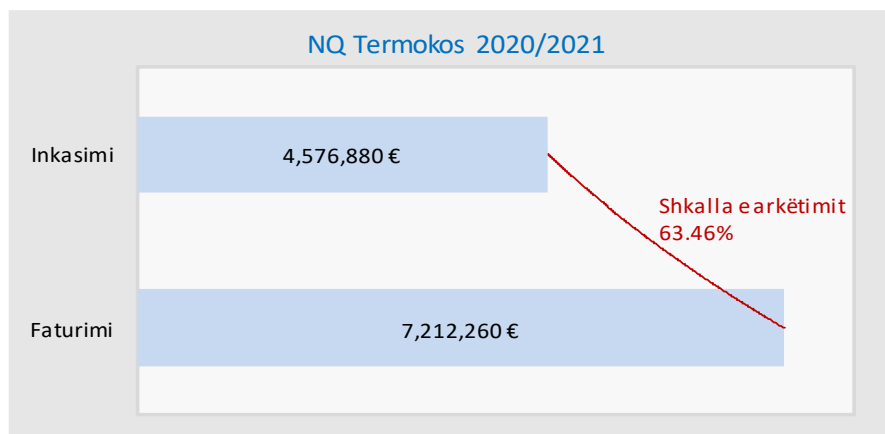 NQ Termokos 2020/2021
Inkasimi
4,576,880 €
Shkalla e arkëtimit
63.46%
Faturimi
7,212,260 €